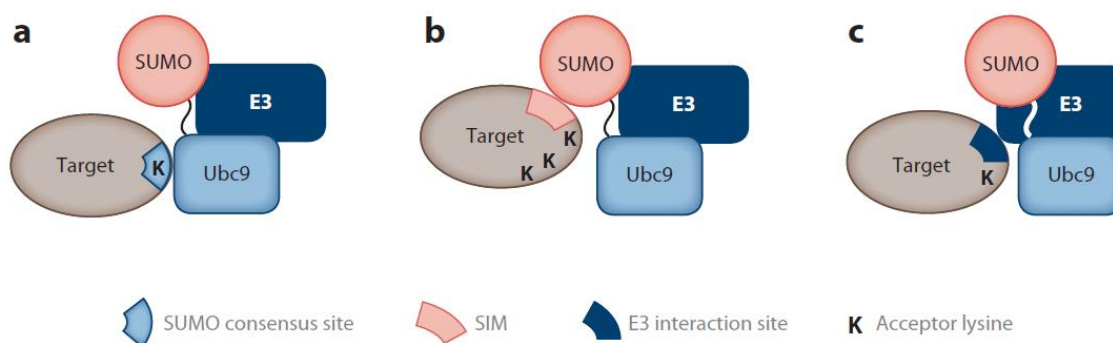 a
SUMO
E3
Target
K
Ubc9
b
SUMO
E3
Target
K
K
K
Ubc9
c
SUMO
E3
Target
K
Ubc9
SUMO consensus site
SIM
E3 interaction site
K Acceptor lysine